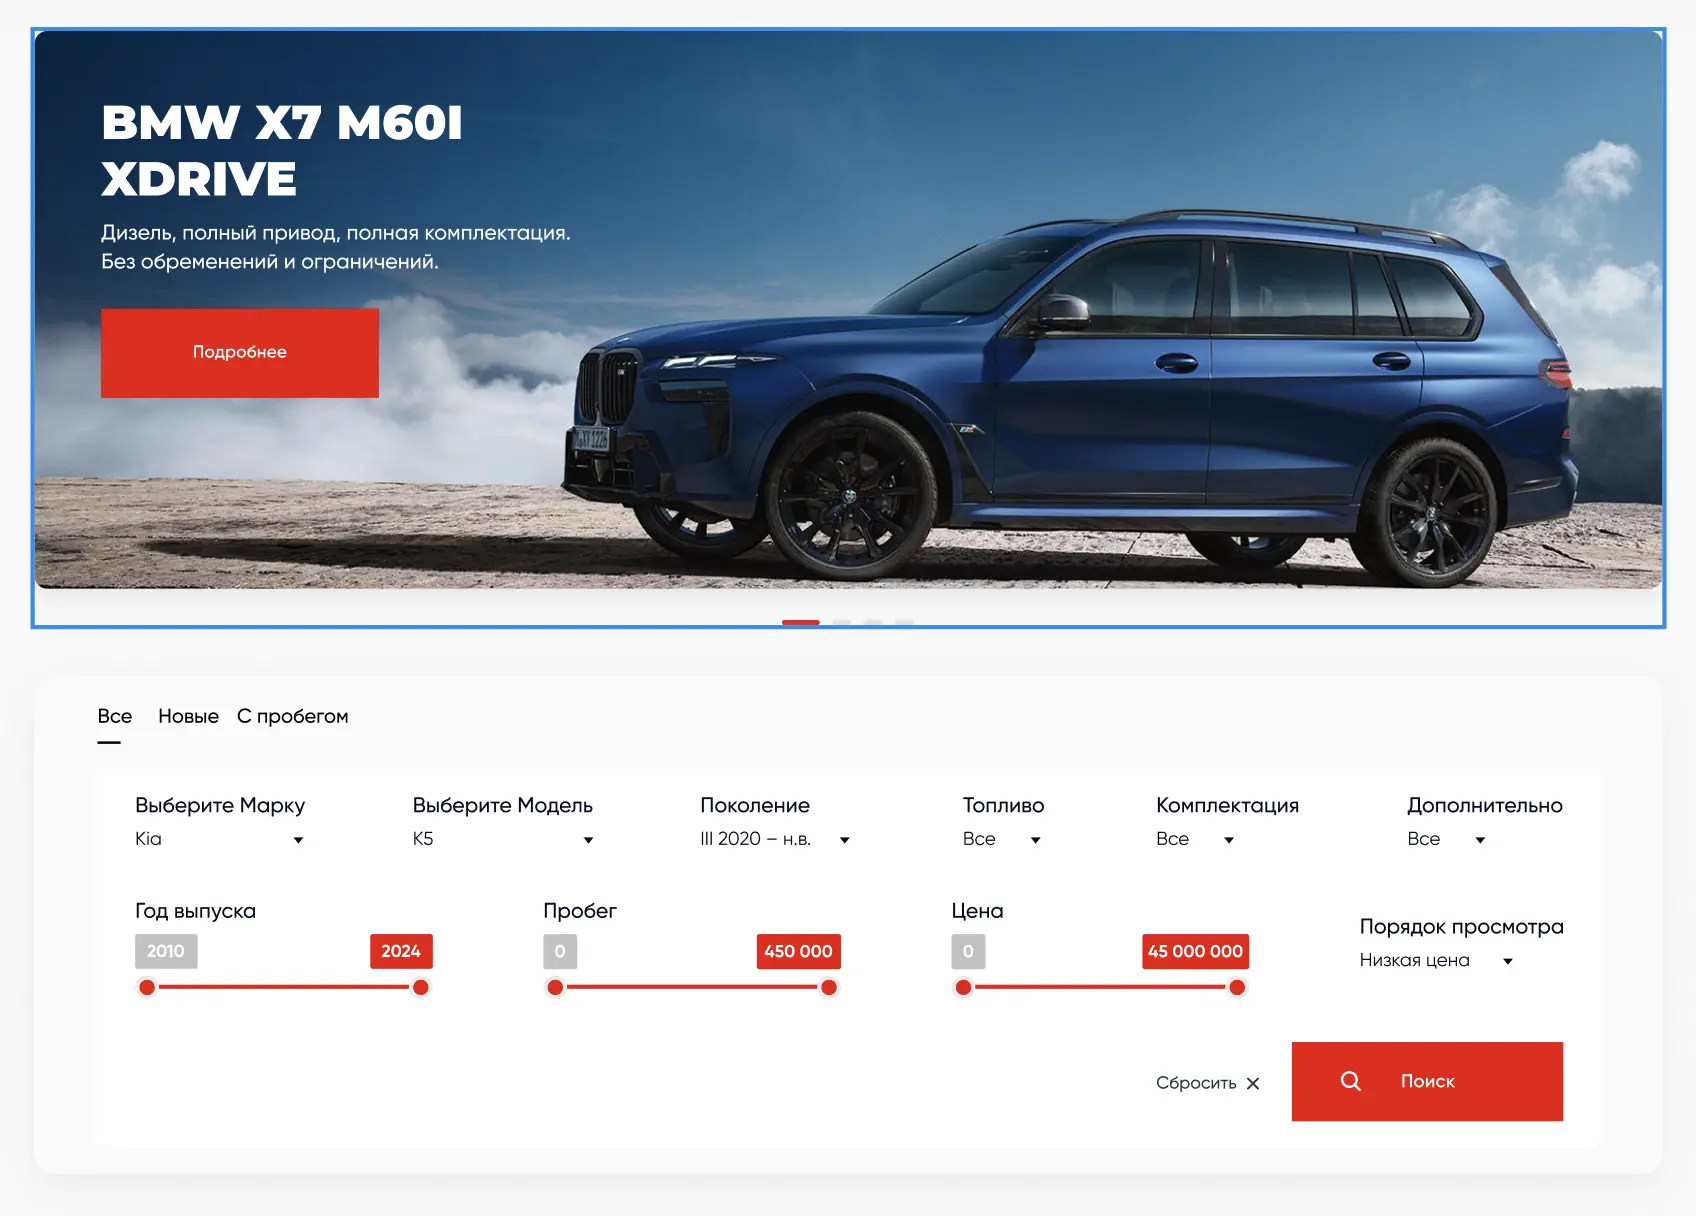 BMW X7 M60I
XDRIVE
Дизель, полный привод, полная комплектация.
Без обременений и ограничений.
Подробнее
Все Новые С пробегом
Выберите Марку Выберите Модель Поколение Топливо Комплектация Дополнительно
Kia K5 III 2020 – н.в. Все Все Все
Год выпуска Пробег Цена
Порядок просмотра
2010 2024 0 450 000 0 45 000 000
Низкая цена
Сбросить
Поиск